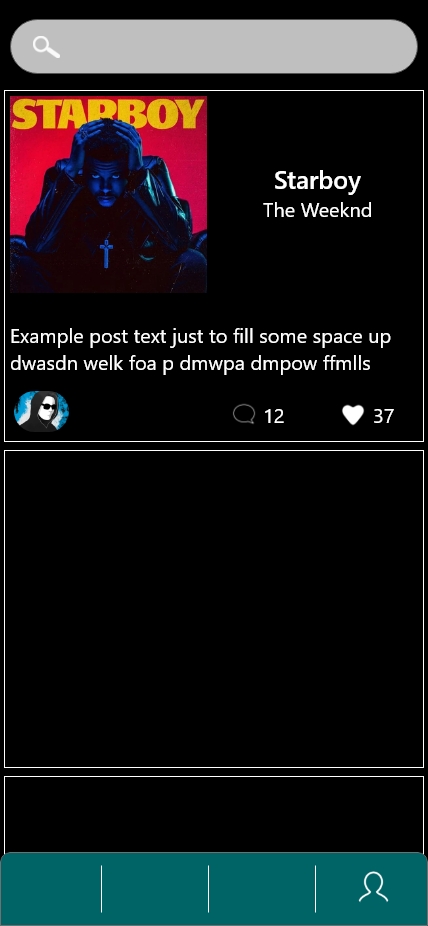 STARBOY
Starboy
The Weeknd
Example post text just to fill some space up
dwasdn welk foa p dmwpa dmpow ffmlls
12
37